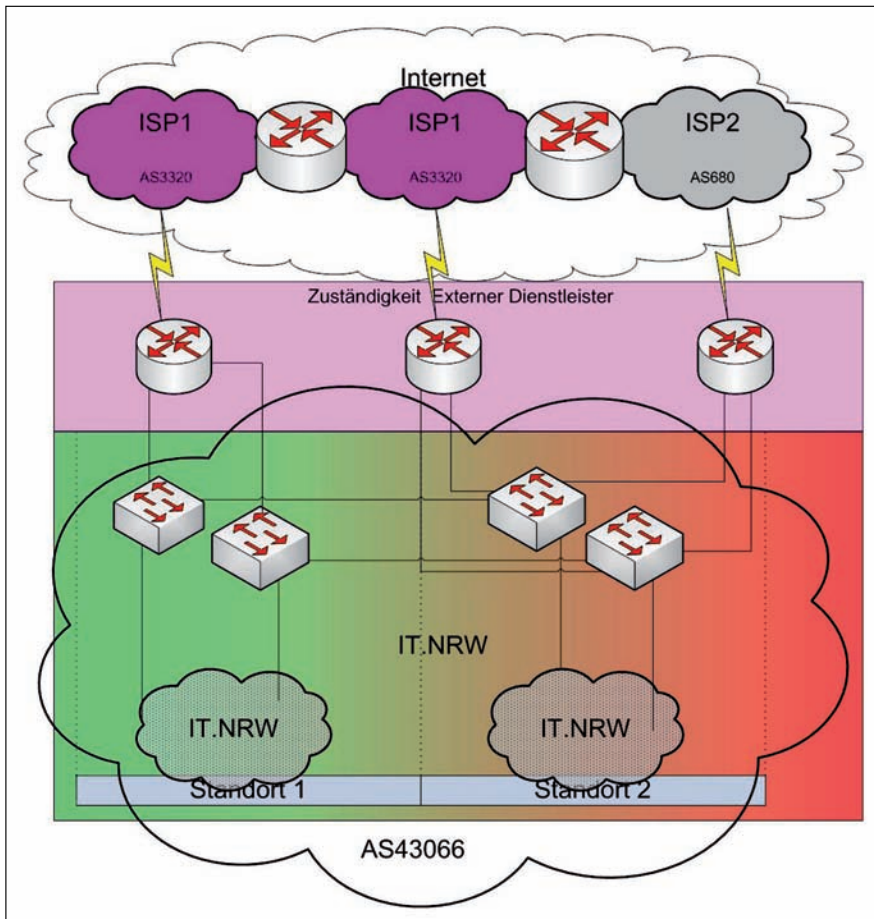 Internet
ISP1
ISP1
ISP2
AS3320
AS3320
AS680
Zuständigkeit Externer Dienstleister
IT.NRW
IT.NRW
IT.NRW
Standort 1
Standort 2
AS43066